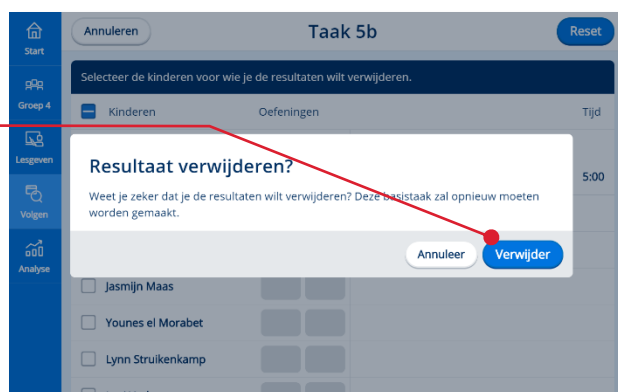 Start
Groep 4
Lesgeven
Volgen
Analyse
Annuleren
Taak 5b
Reset
Selecteer de kinderen voor wie je de resultaten wilt verwijderen.
Kinderen
Oefeningen
Tijd
5:00
Resultaat verwijderen?
Weet je zeker dat je de resultaten wilt verwijderen? Deze basistaak zal opnieuw moeten
worden gemaakt.
Annuleer
Verwijder
Jasmijn Maas
Younes el Morabet
Lynn Struikenkamp